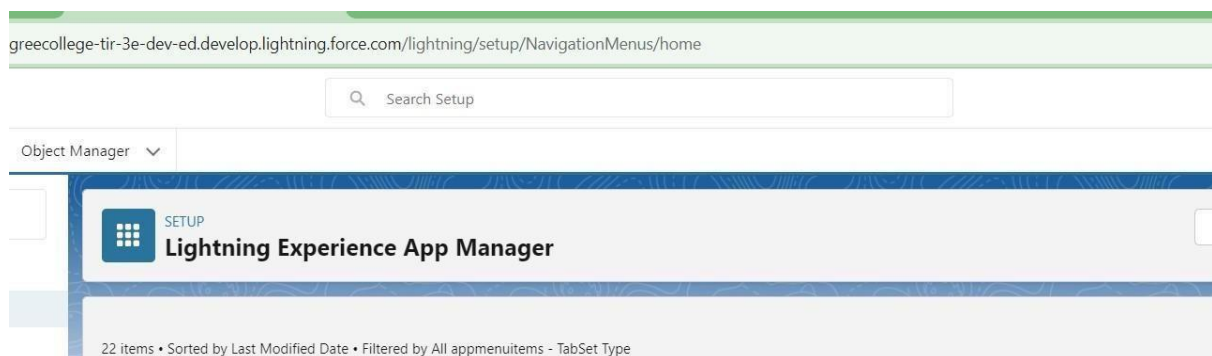 greecollege-tir-3e-dev-ed.develop.lightning.force.com/lightning/setup/NavigationMenus/home
Search Setup
Object Manager
SETUP
Lightning Experience App Manager
22 items • Sorted by Last Modified Date • Filtered by All appmenuitems - TabSet Type